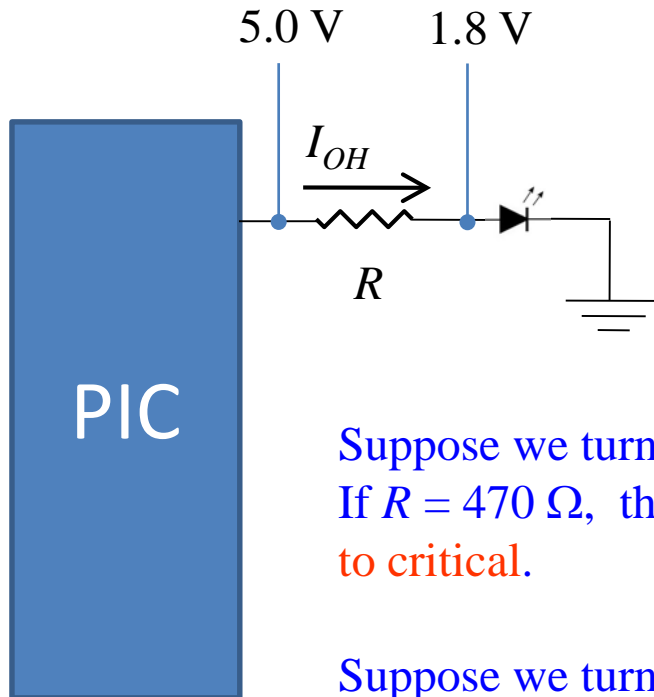 5.0 V 1.8 V
I_OH
R
PIC
Suppose we turn
If R = 470 Ω, th
to critical.
Suppose we turn